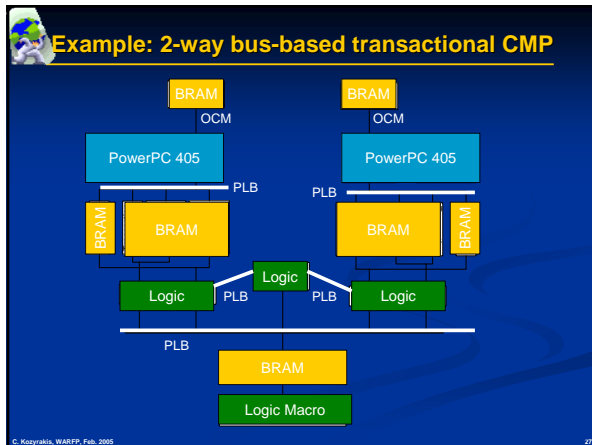 Example: 2-way bus-based transactional CMP
BRAM
BRAM
OCM
OCM
PowerPC 405
PowerPC 405
PLB
PLB
BRAM
BRAM
BRAM
BRAM
Logic
Logic
Logic
PLB
PLB
PLB
BRAM
Logic Macro
C. Kozyrakis, WARFP, Feb. 2005
27